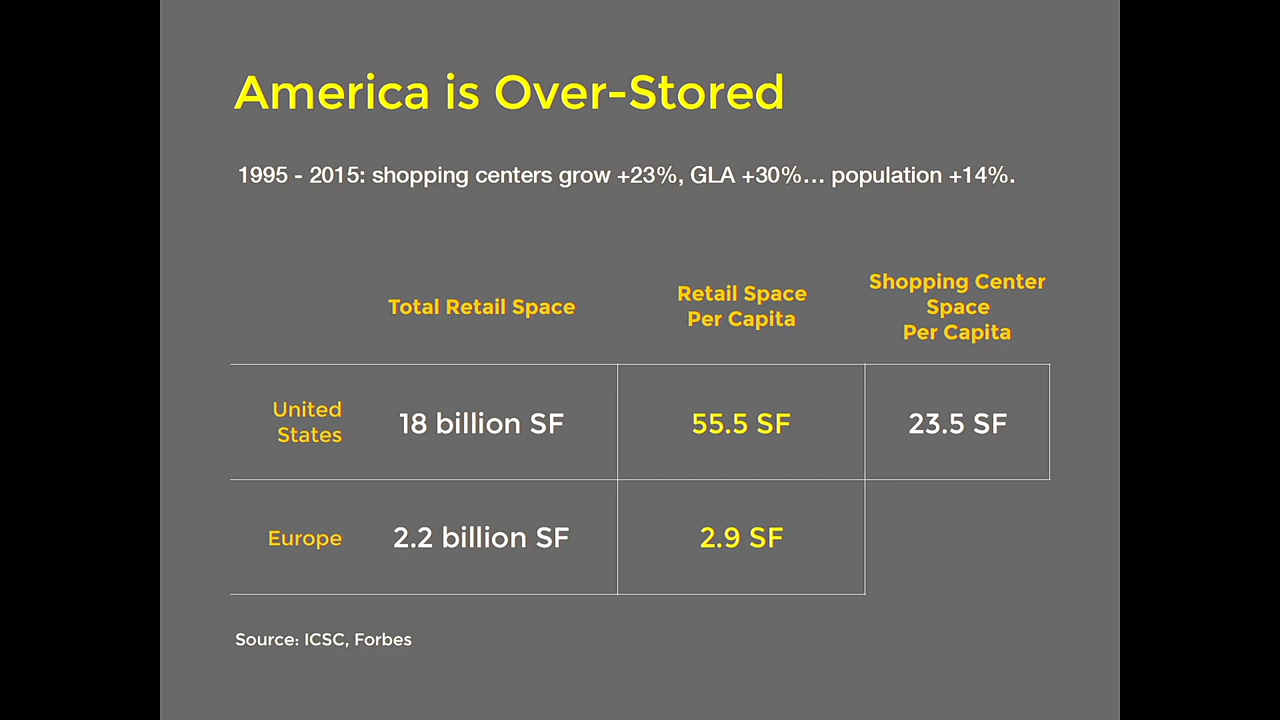 America is Over-Stored
1995 - 2015: shopping centers grow +23%, GLA +30%... population +14%.
Total Retail Space
Retail Space
Per Capita
Shopping Center
Space
Per Capita
United
States
18 billion SF
55.5 SF
23.5 SF
Europe
2.2 billion SF
2.9 SF
Source: ICSC, Forbes